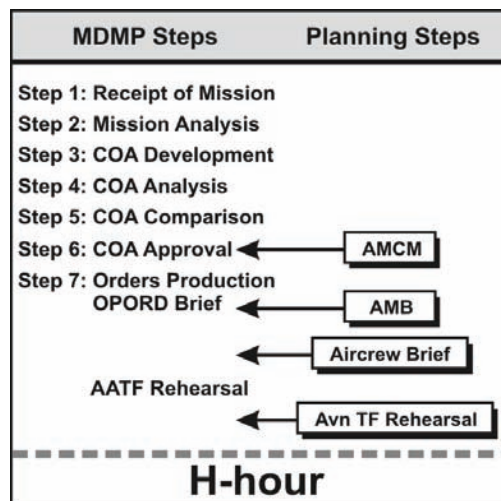 MDMP Steps Planning Steps
Step 1: Receipt of Mission
Step 2: Mission Analysis
Step 3: COA Development
Step 4: COA Analysis
Step 5: COA Comparison
Step 6: COA Approval AMCM
Step 7: Orders Production
OPORD Brief AMB
Aircrew Brief
AATF Rehearsal
Avn TF Rehearsal
H-hour